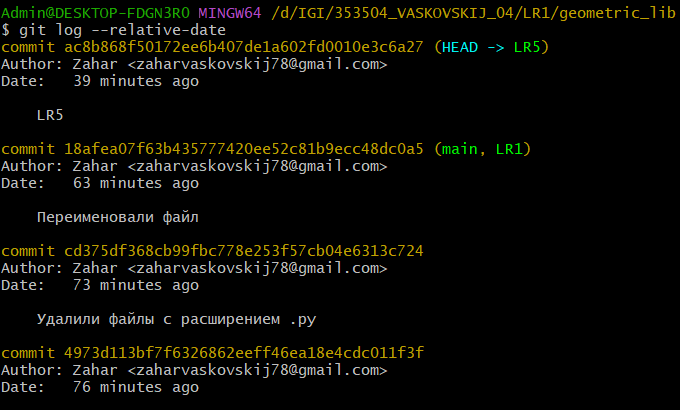 Admin@DESKTOP-FDGN3RO MINGW64 /d/IGI/353504_VASKOVSKIJ_04/LR1/geometric_lib
$ git log --relative-date
commit ac8b868f50172ee6b407de1a602fd0010e3c6a27 (HEAD -> LR5)
Author: Zahar <zaharvaskovskij78@gmail.com>
Date:   39 minutes ago
LR5
commit 18afea07f63b435777420ee52c81b9ecc48dc0a5 (main, LR1)
Author: Zahar <zaharvaskovskij78@gmail.com>
Date:   63 minutes ago
Переименовали файл
commit cd375df368cb99fbc778e253f57cb04e6313c724
Author: Zahar <zaharvaskovskij78@gmail.com>
Date:   73 minutes ago
Удалили файлы с расширением .py
commit 4973d113bf7f6326862eeff46ea18e4cdc011f3f
Author: Zahar <zaharvaskovskij78@gmail.com>
Date:   76 minutes ago